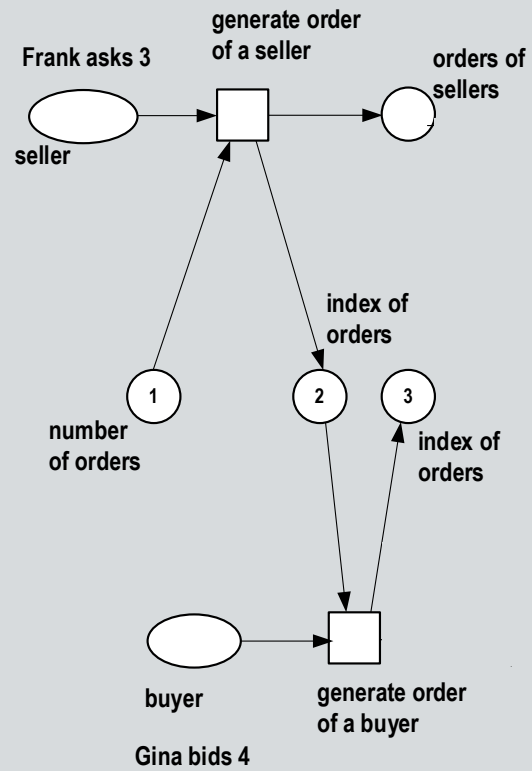 generate order
of a seller
Frank asks 3
orders of
sellers
seller
index of
orders
1
2
3
number
of orders
index of
orders
buyer
generate order
of a buyer
Gina bids 4